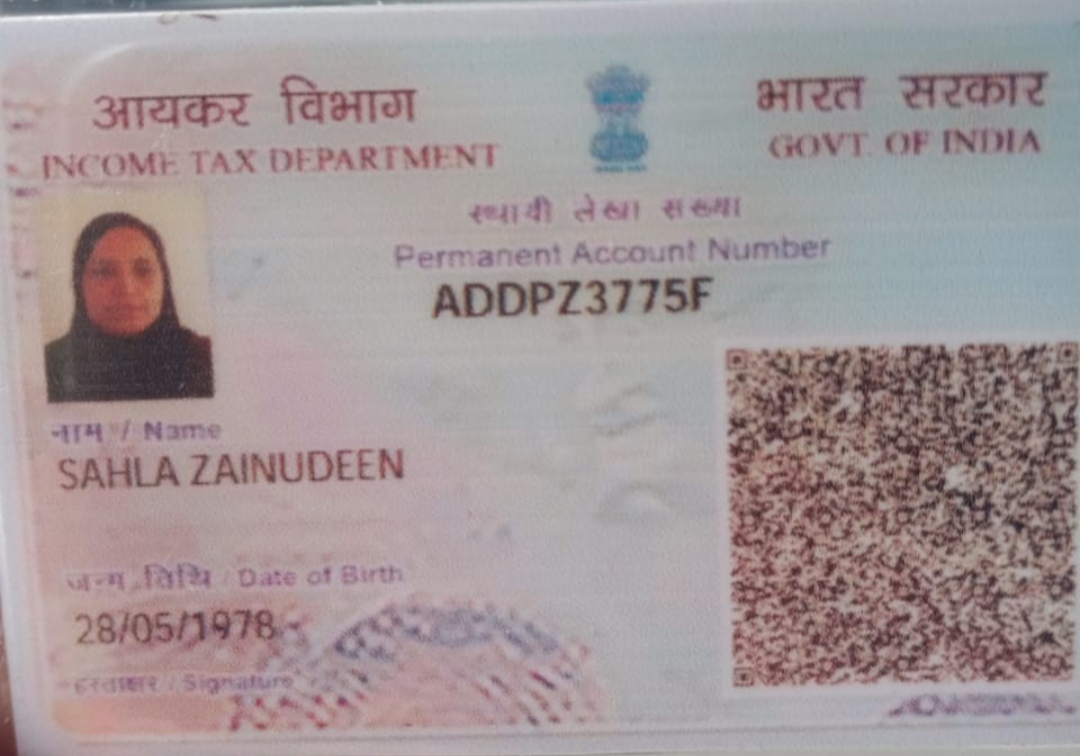 आयकर विभाग
INCOME TAX DEPARTMENT
भारत सरकार
GOVT. OF INDIA
स्थायी लेखा संख्या
Permanent Account Number
ADDPZ3775F
नाम / Name
SAHLA ZAINUDEEN
जन्म तिथि / Date of Birth
28/05/1978
हस्ताक्षर / Signature